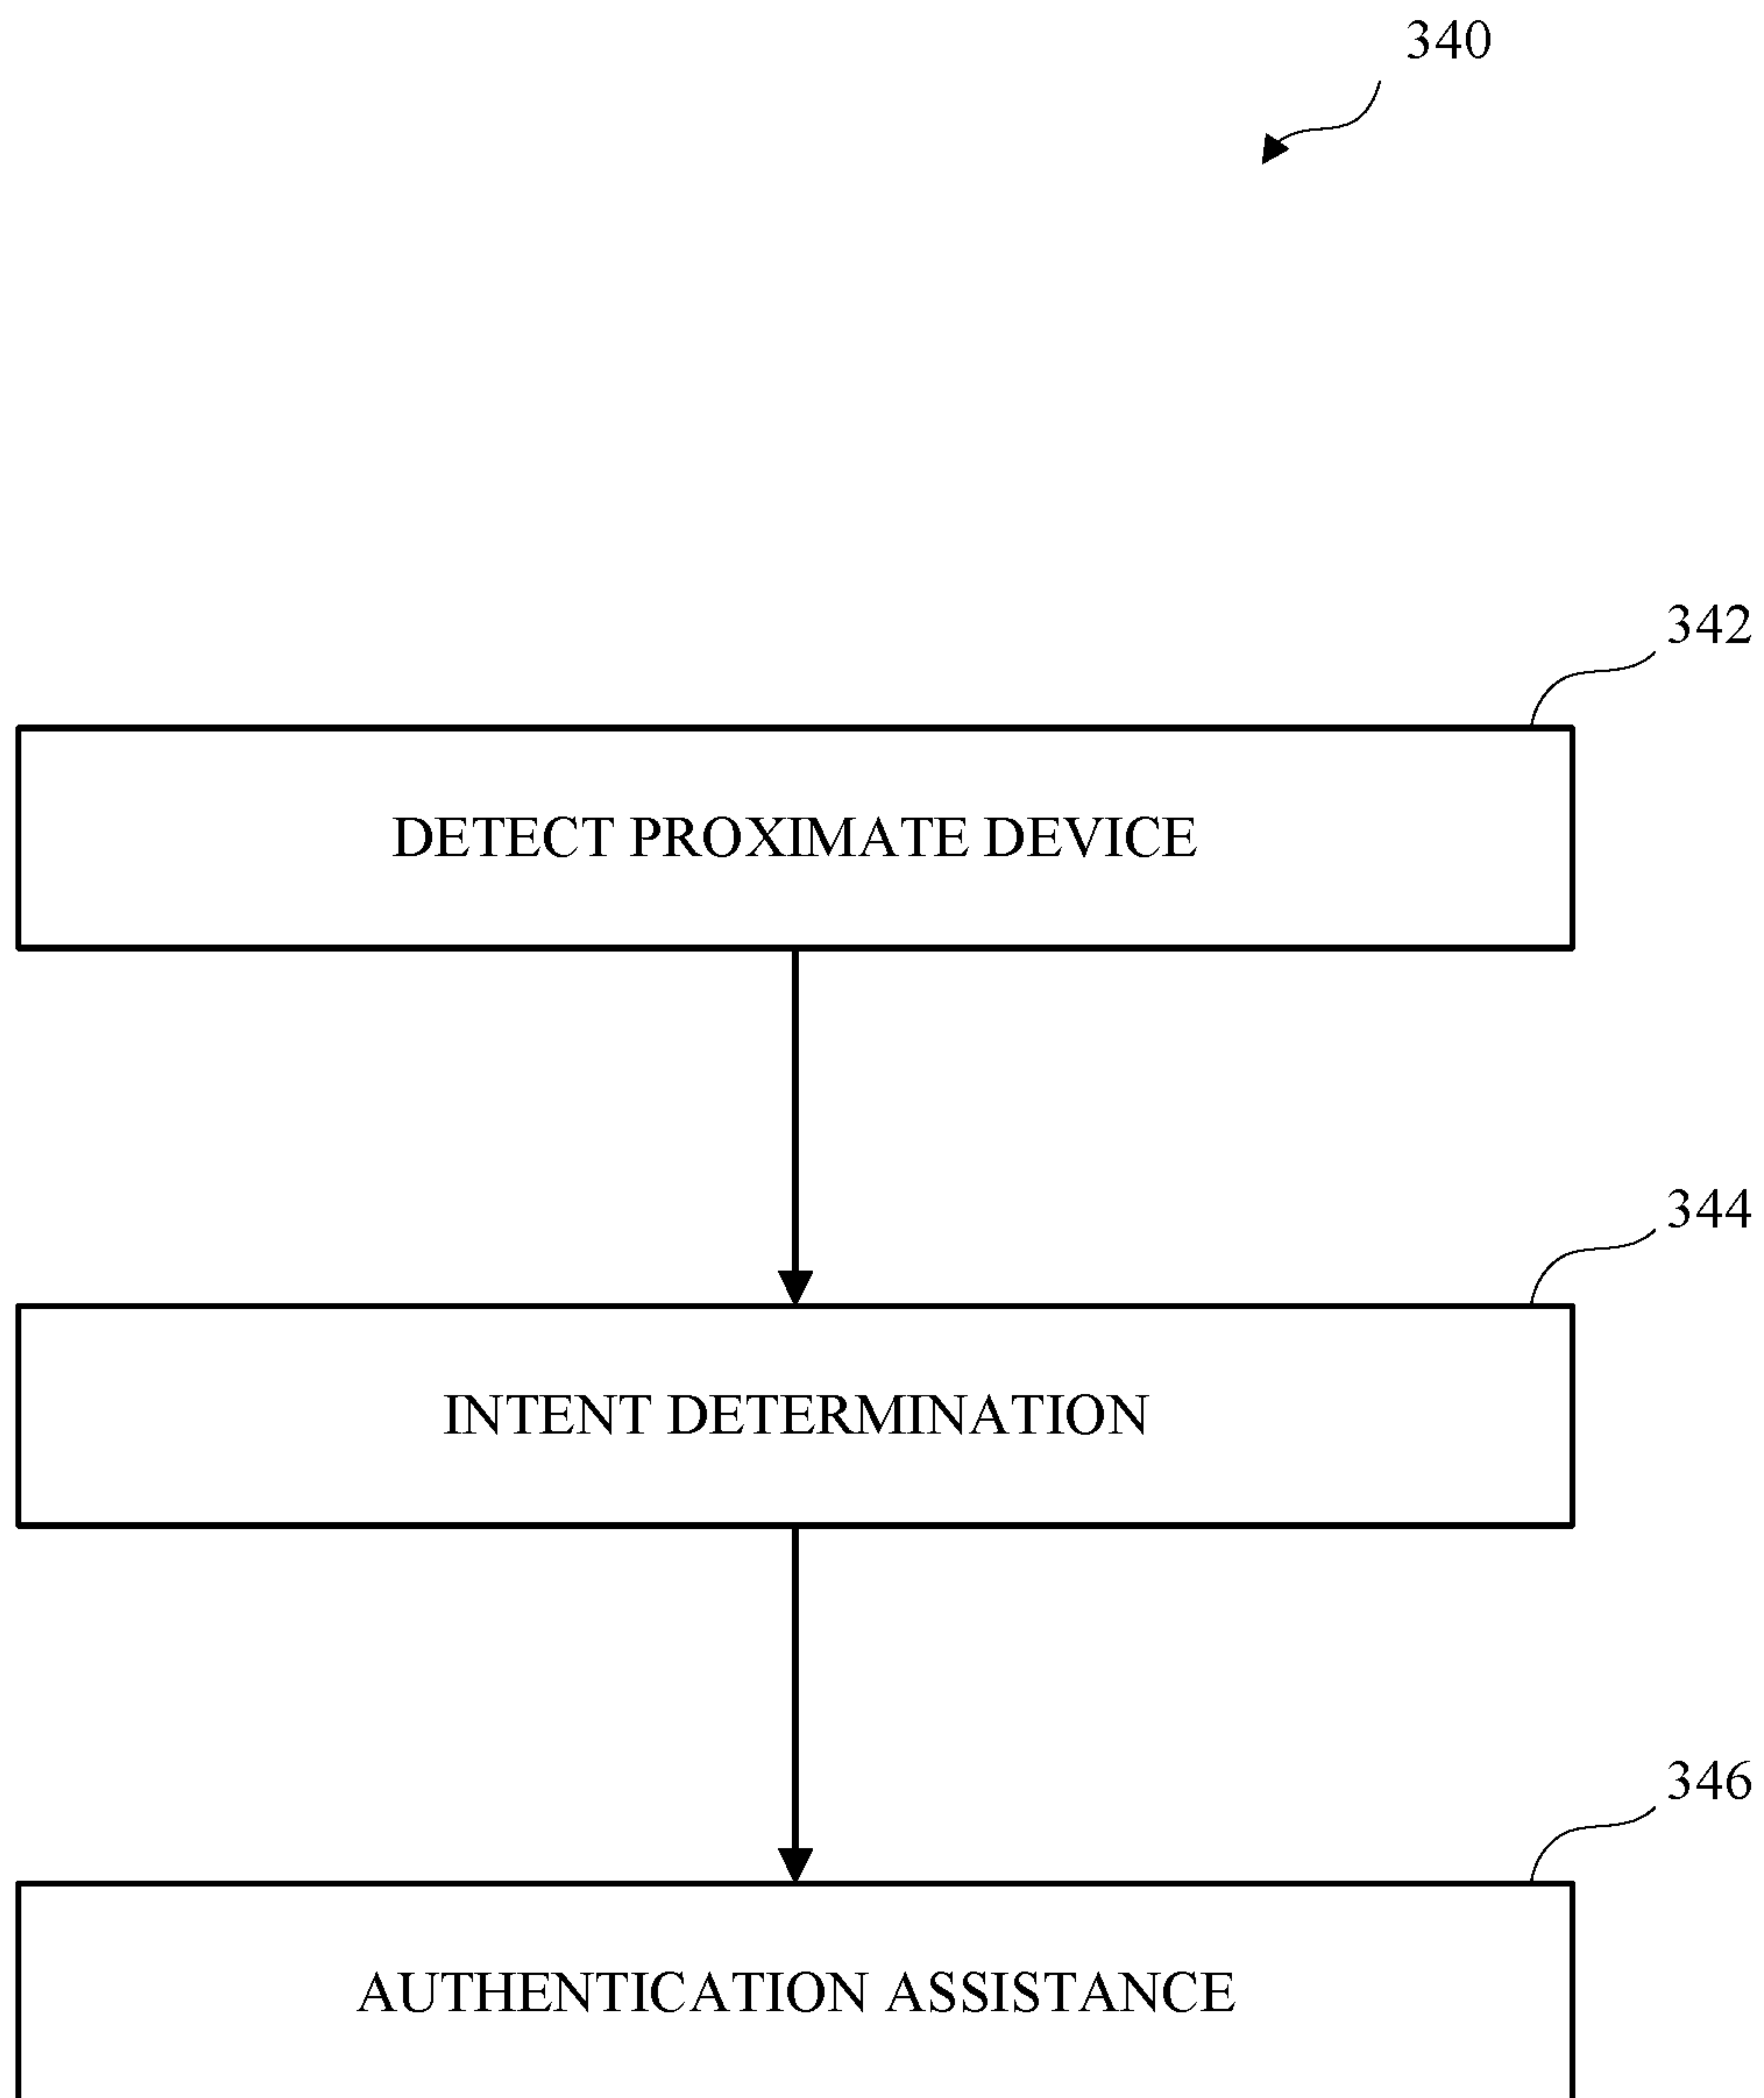 340
342
DETECT PROXIMATE DEVICE
344
INTENT DETERMINATION
346
AUTHENTICATION ASSISTANCE